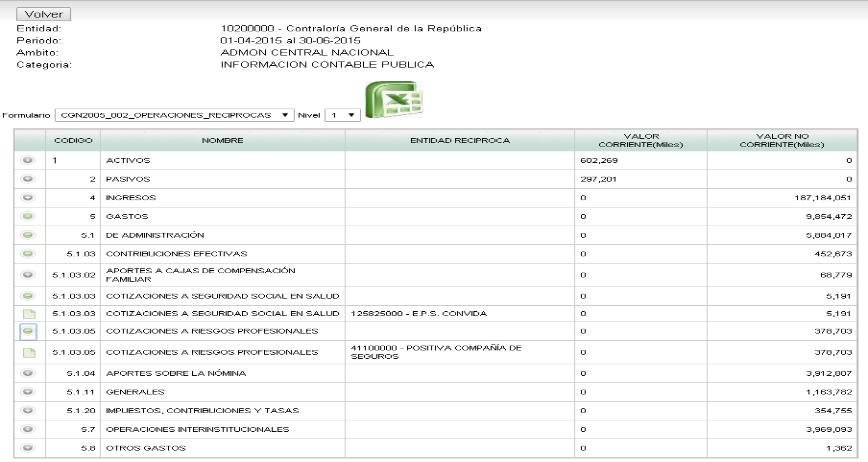 Volver
Entidad: 10200000 - Contraloría General de la República
Periodo: 01-04-2015 al 30-06-2015
Ambito: ADMON CENTRAL NACIONAL
Categoria: INFORMACION CONTABLE PUBLICA
Formulario CGN2005_002_OPERACIONES_RECIPROCAS Nivel 1
CODIGO NOMBRE ENTIDAD RECIPROCA VALOR CORRIENTE(Miles) VALOR NO CORRIENTE(Miles)
1 ACTIVOS 602,269 0
2 PASIVOS 297,201 0
4 INGRESOS 0 187,184,051
5 GASTOS 0 9,854,472
5.1 DE ADMINISTRACIÓN 0 5,884,017
5.1.03 CONTRIBUCIONES EFECTIVAS 0 452,673
5.1.03.02 APORTES A CAJAS DE COMPENSACIÓN FAMILIAR 0 68,779
5.1.03.03 COTIZACIONES A SEGURIDAD SOCIAL EN SALUD 0 5,191
5.1.03.03 COTIZACIONES A SEGURIDAD SOCIAL EN SALUD 125825000 - E.P.S. CONVIDA 0 5,191
5.1.03.05 COTIZACIONES A RIESGOS PROFESIONALES 0 378,703
5.1.03.05 COTIZACIONES A RIESGOS PROFESIONALES 41100000 - POSITIVA COMPAÑÍA DE SEGUROS 0 378,703
5.1.04 APORTES SOBRE LA NÓMINA 0 3,912,807
5.1.11 GENERALES 0 1,163,782
5.1.20 IMPUESTOS, CONTRIBUCIONES Y TASAS 0 354,755
5.7 OPERACIONES INTERINSTITUCIONALES 0 3,969,093
5.8 OTROS GASTOS 0 1,362